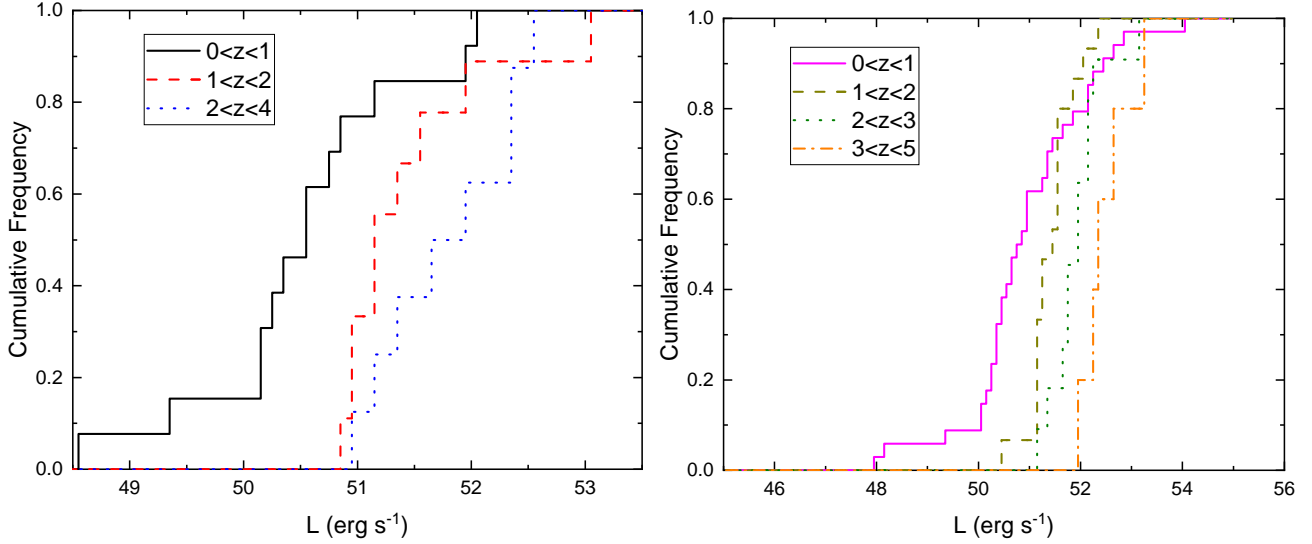 1.0
0.8
0.6
0.4
0.2
0.0
Cumulative Frequency
0<z<1
1<z<2
2<z<4
49 50 51 52 53
L (erg s⁻¹)
1.0
0.8
0.6
0.4
0.2
0.0
Cumulative Frequency
0<z<1
1<z<2
2<z<3
3<z<5
46 48 50 52 54 56
L (erg s⁻¹)